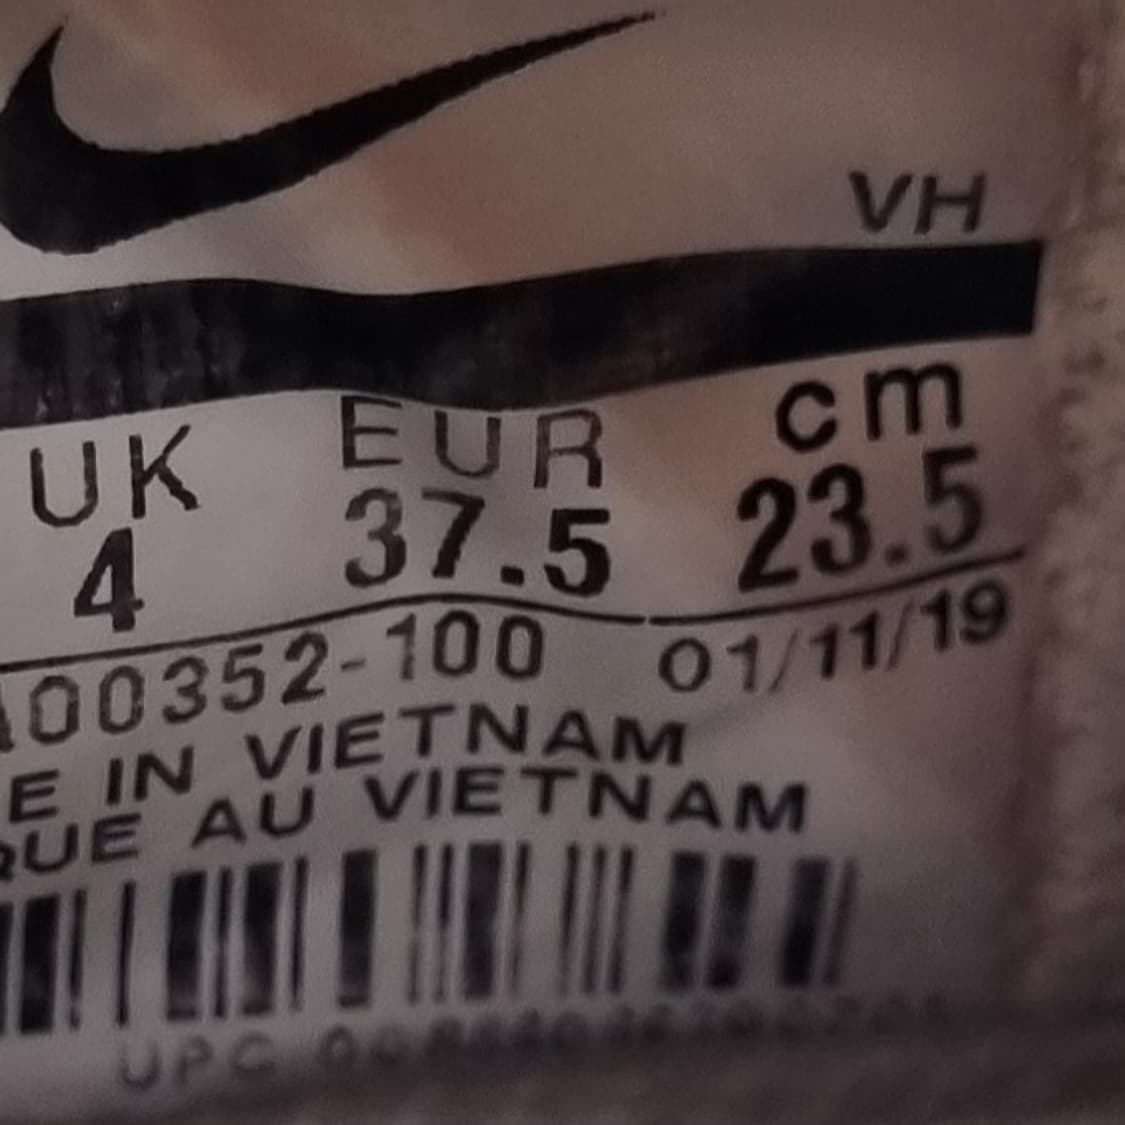 VH
UK EUR cm
4 37.5 23.5
00352-100 01/11/19
E IN VIETNAM
QUE AU VIETNAM
UPC